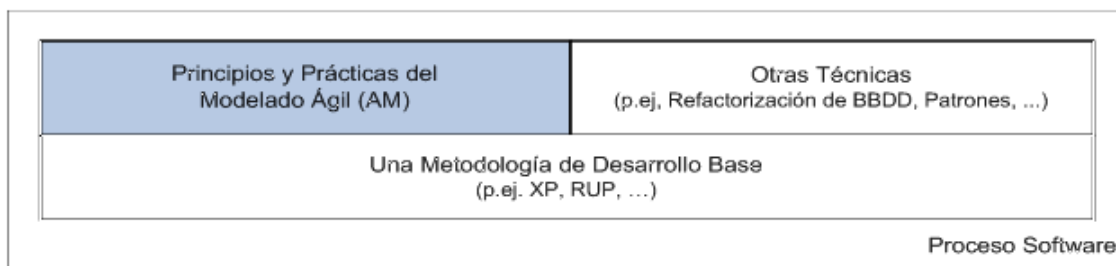 Principios y Prácticas del
Modelado Ágil (AM)
Otras Técnicas
(p.ej, Refactorización de BBDD, Patrones, ...)
Una Metodología de Desarrollo Base
(p.ej. XP, RUP, ...)
Proceso Software